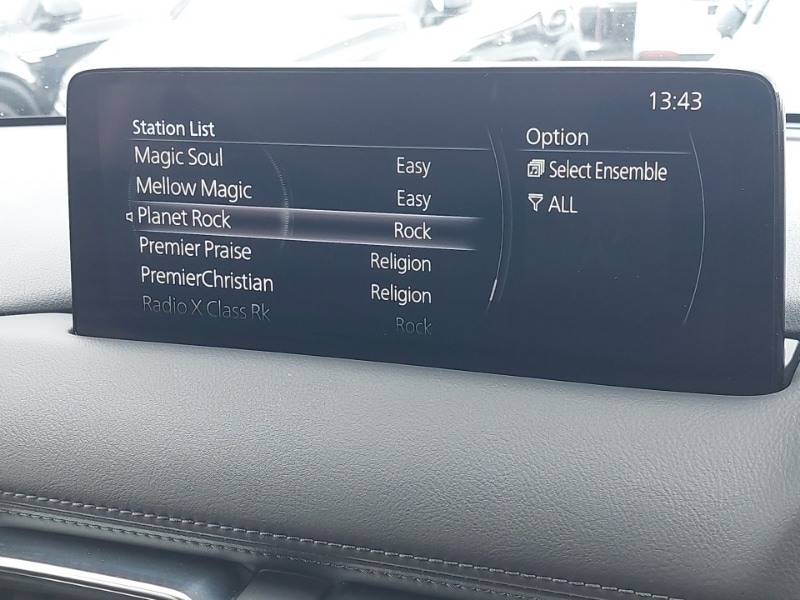 13:43
Station List
Magic Soul Easy
Mellow Magic Easy
Planet Rock Rock
Premier Praise Religion
PremierChristian Religion
Radio X Class Rk Rock
Option
Select Ensemble
ALL